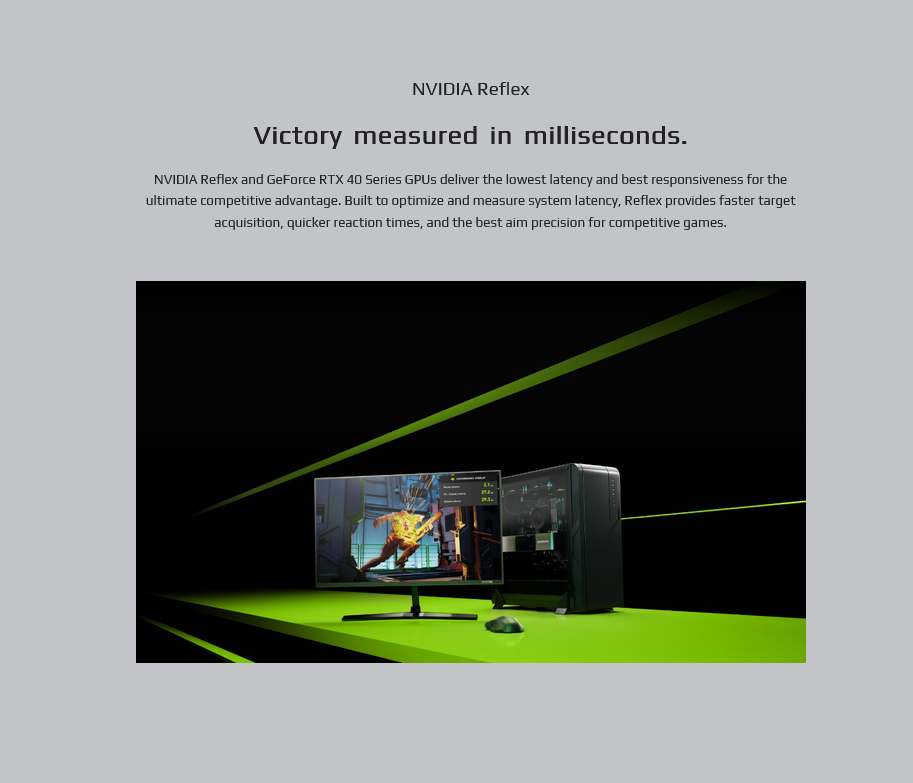 NVIDIA Reflex
Victory measured in milliseconds.
NVIDIA Reflex and GeForce RTX 40 Series GPUs deliver the lowest latency and best responsiveness for the
ultimate competitive advantage. Built to optimize and measure system latency, Reflex provides faster target
acquisition, quicker reaction times, and the best aim precision for competitive games.